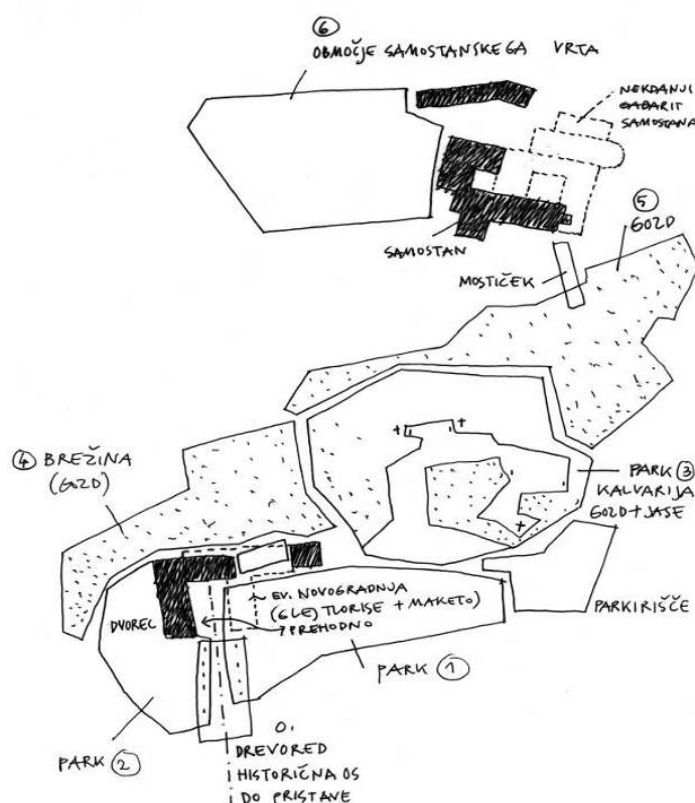 6
OBMOČJE SAMOSTANSKEGA VRTA
NEKDANJI
GABARIT
SAMOSTANA
5
GOZD
SAMOSTAN
MOSTIČEK
4 BREŽINA
(GOZD)
PARK 3
KALVARIJA
GOZD + JASE
EV. NOVOGRADNJA
(GLEJ TLORISE + MAKETO)
PREHODNO
DVOREC
PARKIRIŠČE
PARK 1
PARK 2
0.
DREVORED
HISTORIČNA OS
DO PRISTAVE